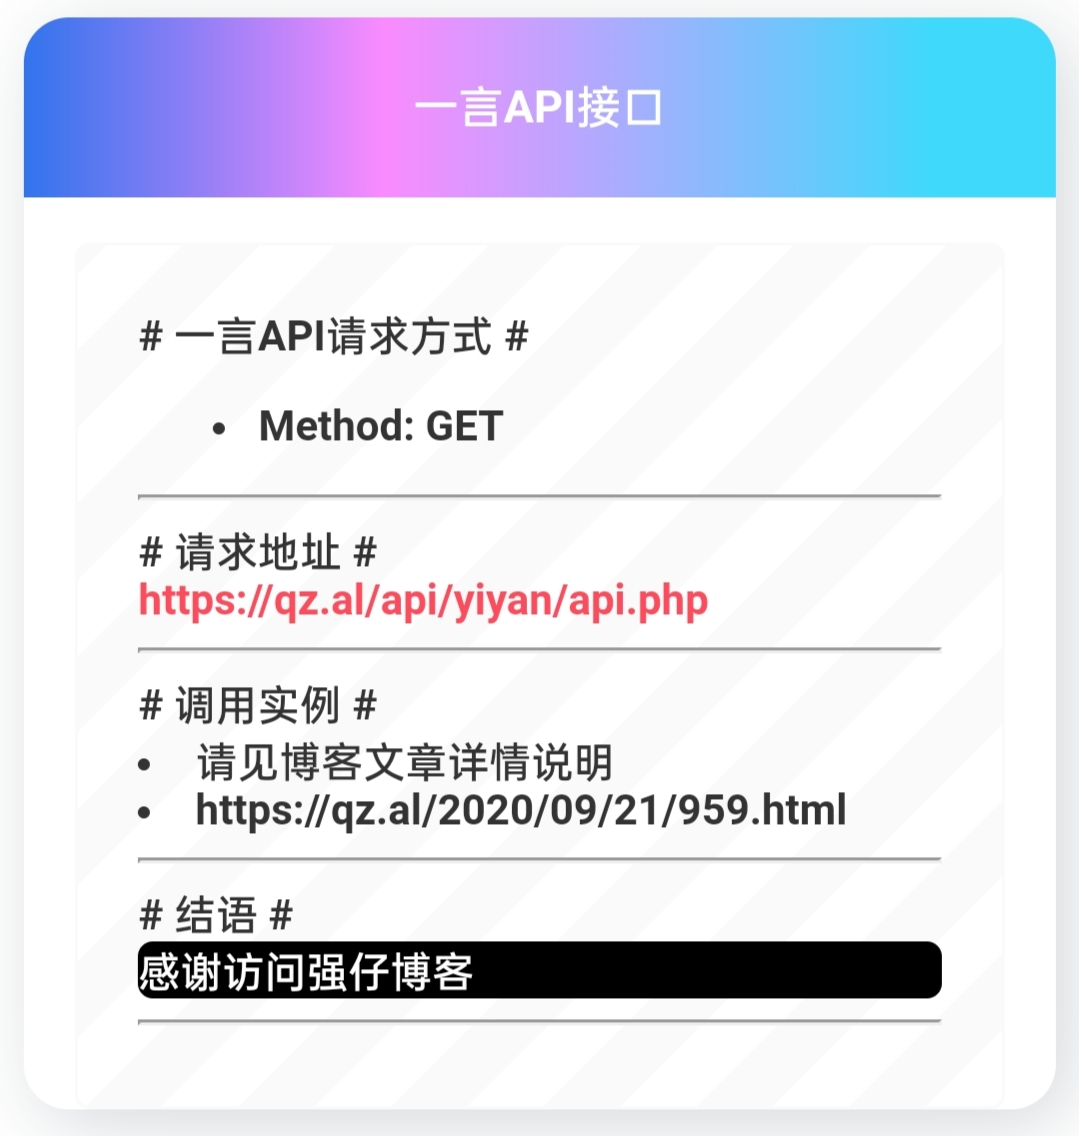 一言API接口
# 一言API请求方式 #
• Method: GET
# 请求地址 #
https://qz.al/api/yiyan/api.php
# 调用实例 #
• 请见博客文章详情说明
• https://qz.al/2020/09/21/959.html
# 结语 #
感谢访问强仔博客